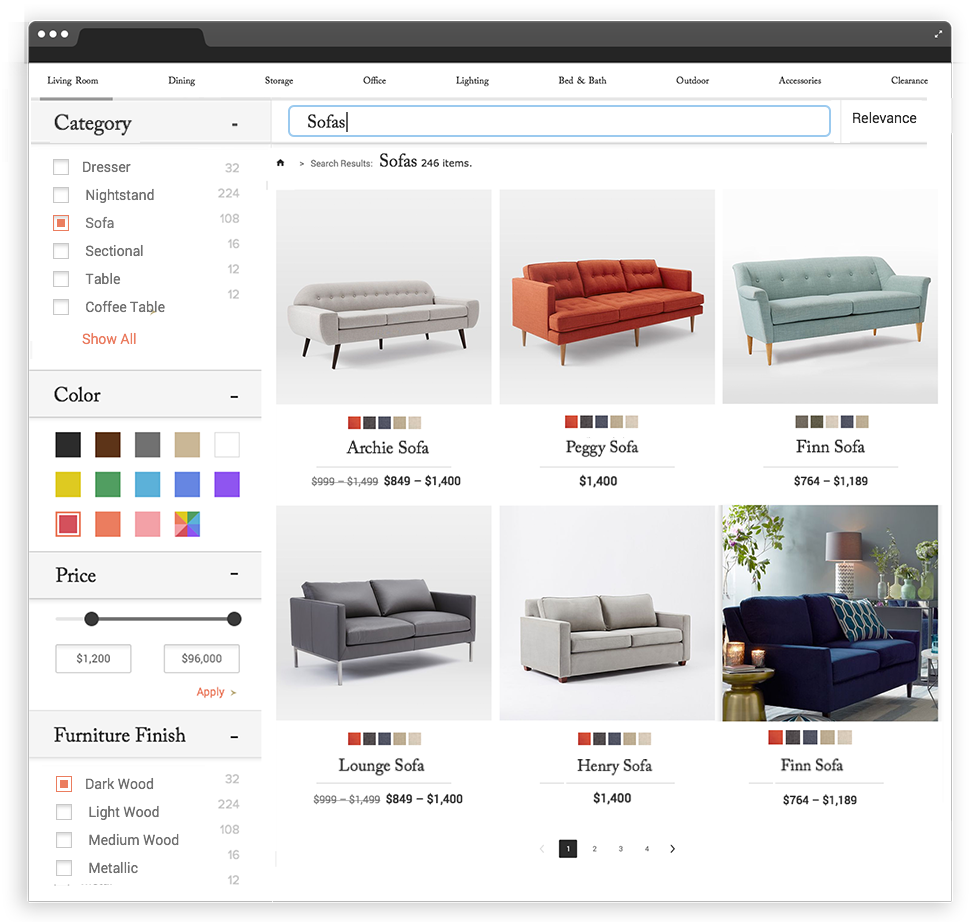 Living Room Dining Storage Office Lighting Bed & Bath Outdoor Accessories Clearance
Category -
Sofas
Relevance
> Search Results: Sofas 246 items.
Dresser 32
Nightstand 224
Sofa 108
Sectional 16
Table 12
Coffee Table 12
Show All
Color -
Price -
$1,200 $96,000
Apply >
Furniture Finish -
Dark Wood 32
Light Wood 224
Medium Wood 108
Metallic 16
12
Archie Sofa
$999 – $1,499 $849 – $1,400
Peggy Sofa
$1,400
Finn Sofa
$764 – $1,189
Lounge Sofa
$999 – $1,499 $849 – $1,400
Henry Sofa
$1,400
Finn Sofa
$764 – $1,189
< 1 2 3 4 >